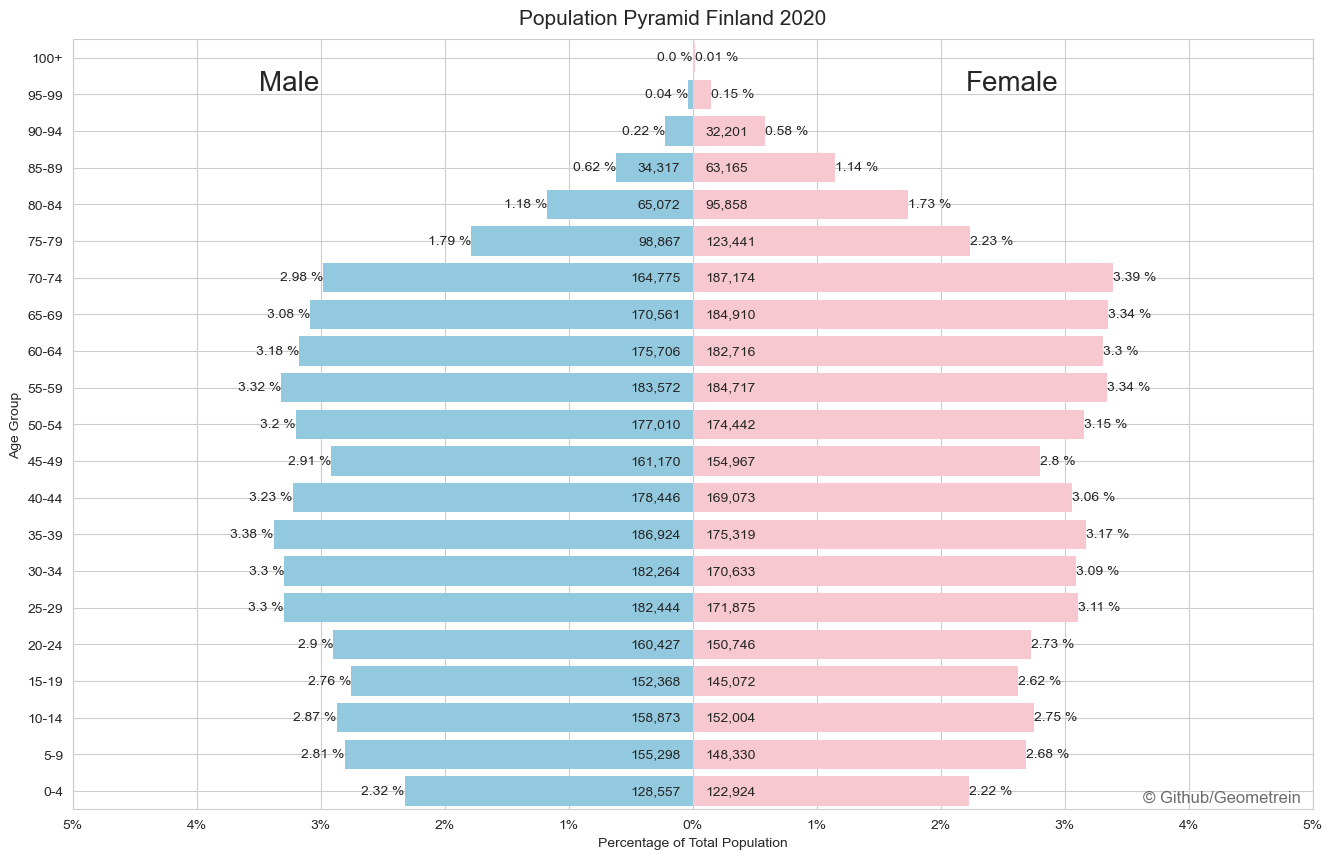 Population Pyramid Finland 2020
Male
Female
Age Group
100+ 0.0 % 0.01 %
95-99 0.04 % 0.15 %
90-94 0.22 % 32,201 0.58 %
85-89 0.62 % 34,317 63,165 1.14 %
80-84 1.18 % 65,072 95,858 1.73 %
75-79 1.79 % 98,867 123,441 2.23 %
70-74 2.98 % 164,775 187,174 3.39 %
65-69 3.08 % 170,561 184,910 3.34 %
60-64 3.18 % 175,706 182,716 3.3 %
55-59 3.32 % 183,572 184,717 3.34 %
50-54 3.2 % 177,010 174,442 3.15 %
45-49 2.91 % 161,170 154,967 2.8 %
40-44 3.23 % 178,446 169,073 3.06 %
35-39 3.38 % 186,924 175,319 3.17 %
30-34 3.3 % 182,264 170,633 3.09 %
25-29 3.3 % 182,444 171,875 3.11 %
20-24 2.9 % 160,427 150,746 2.73 %
15-19 2.76 % 152,368 145,072 2.62 %
10-14 2.87 % 158,873 152,004 2.75 %
5-9 2.81 % 155,298 148,330 2.68 %
0-4 2.32 % 128,557 122,924 2.22 %
© Github/Geometrein
5% 4% 3% 2% 1% 0% 1% 2% 3% 4% 5%
Percentage of Total Population